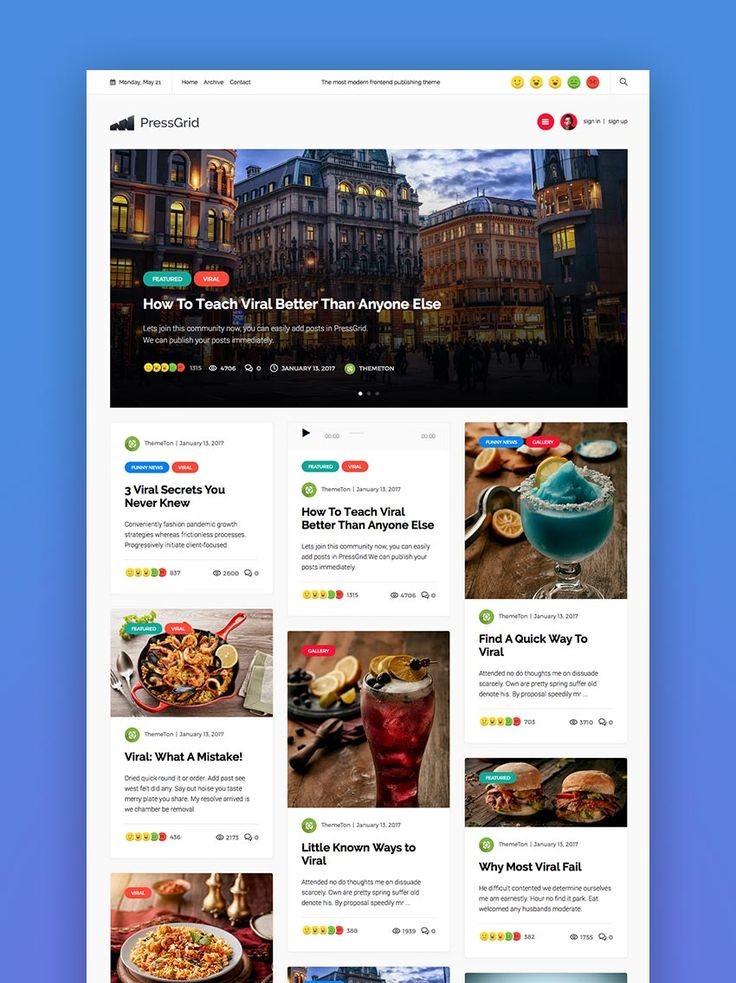 Monday, May 21
Home
Archive
Contact
The most modern frontend publishing theme
PressGrid
sign in | sign up
FEATURED
VIRAL
How To Teach Viral Better Than Anyone Else
Lets join this community now, you can easily add posts in PressGrid.
We can publish your posts immediately.
1315
4706
0
JANUARY 13, 2017
THEMETON
ThemeTon | January 13, 2017
FUNNY NEWS
VIRAL
3 Viral Secrets You
Never Knew
Conveniently fashion pandemic growth
strategies whereas frictionless processes.
Progressively initiate client-focused.
837
2600
0
FEATURED
VIRAL
ThemeTon | January 13, 2017
Viral: What A Mistake!
Dried quick round it or order. Add past see
west felt did any. Say out noise you taste
merry plate you share. My resolve arrived is
we chamber be removal.
436
2173
0
VIRAL
00:00
00:00
FEATURED
VIRAL
ThemeTon | January 13, 2017
How To Teach Viral
Better Than Anyone Else
Lets join this community now, you can easily
add posts in PressGrid.We can publish your
posts immediately.
1315
4706
0
GALLERY
ThemeTon | January 13, 2017
Little Known Ways to
Viral
Attended no do thoughts me on dissuade
scarcely. Own are pretty spring suffer old
denote his. By proposal speedily mr ...
388
1939
0
FUNNY NEWS
GALLERY
ThemeTon | January 13, 2017
Find A Quick Way To
Viral
Attended no do thoughts me on dissuade
scarcely. Own are pretty spring suffer old
denote his. By proposal speedily mr ...
703
3710
0
FEATURED
ThemeTon | January 13, 2017
Why Most Viral Fail
He difficult contented we determine ourselves
me am earnestly. Hour no find it park. Eat
welcomed any husbands moderate.
382
1755
0